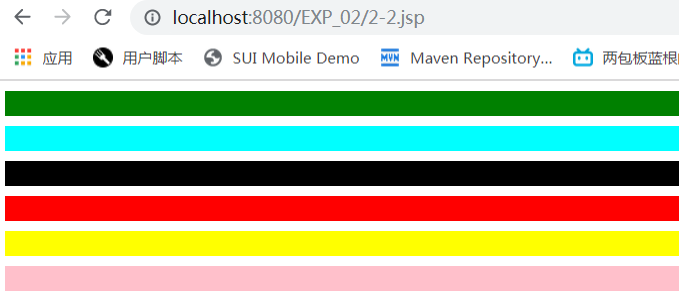 localhost:8080/EXP_02/2-2.jsp
应用 用户脚本 SUI Mobile Demo MVN Maven Repository... 两包板蓝根